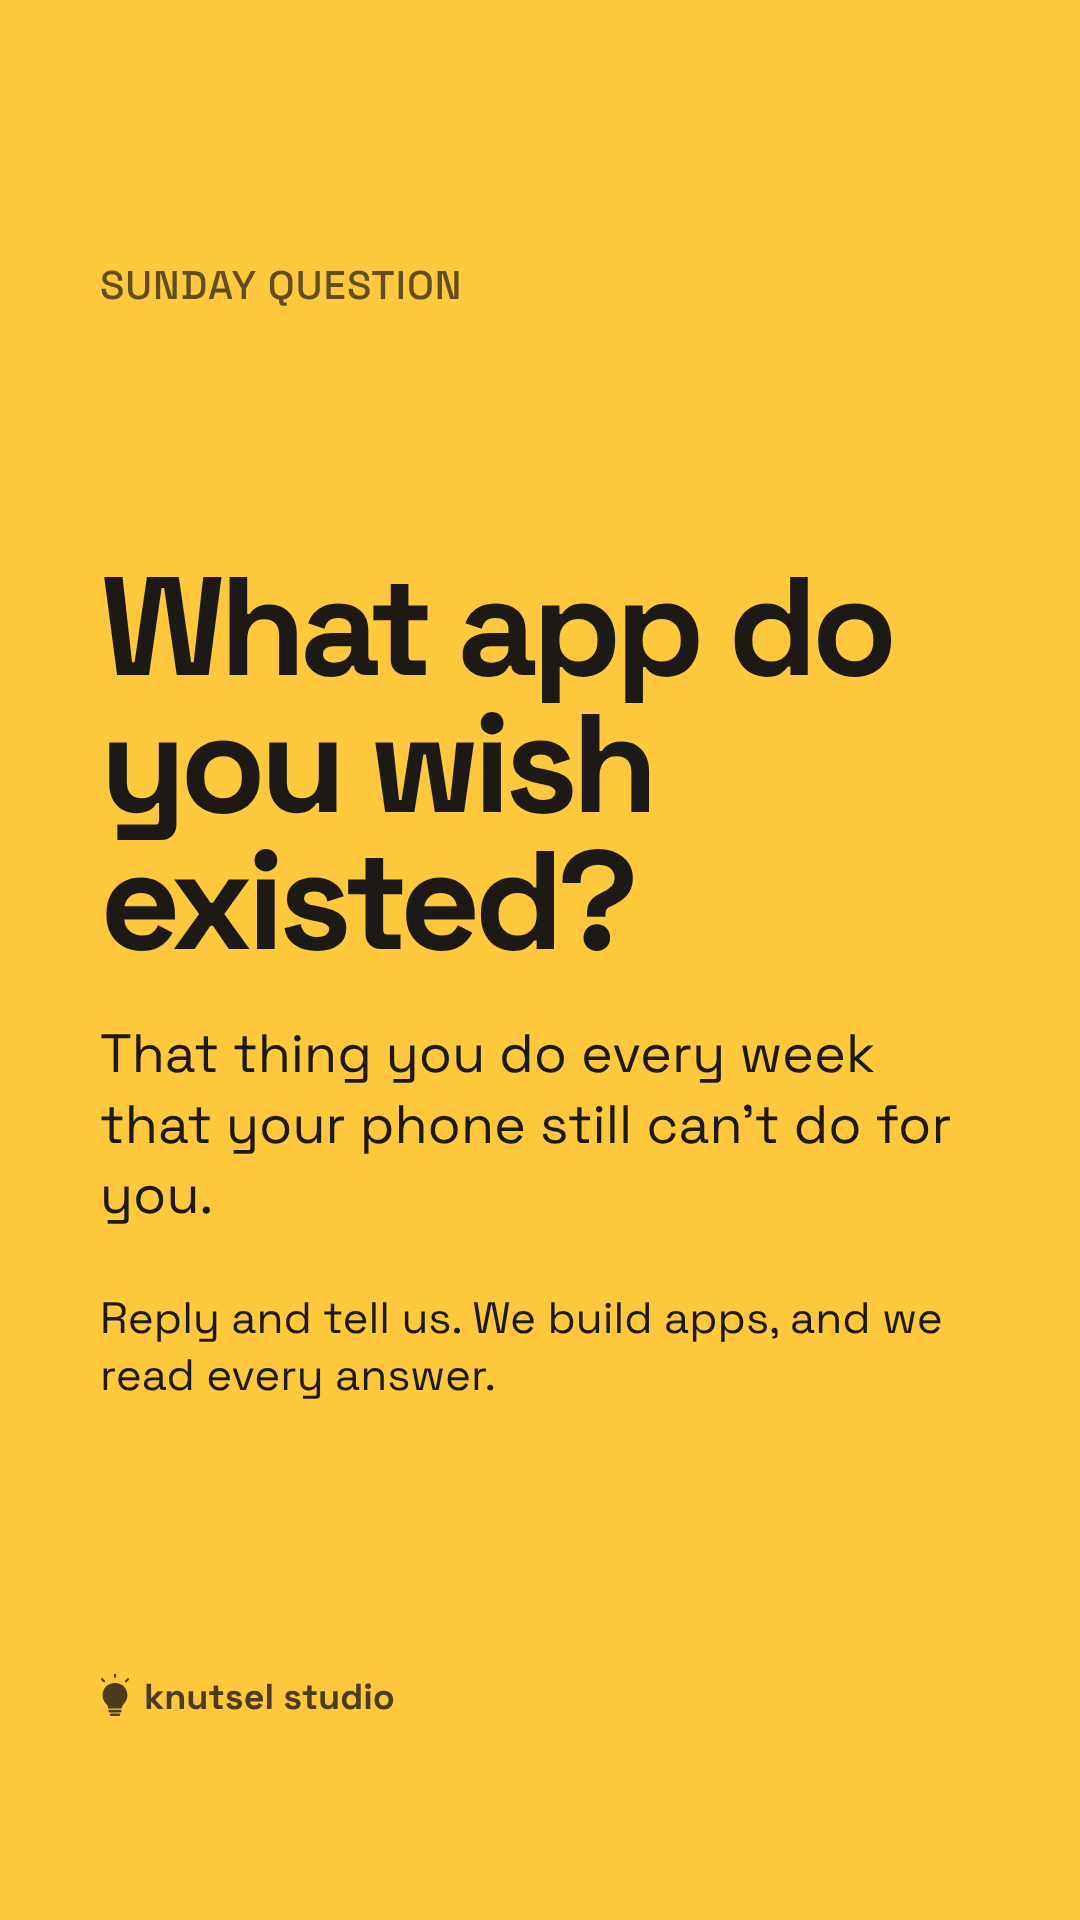 SUNDAY QUESTION
What app do
you wish
existed?
That thing you do every week
that your phone still can’t do for
you.
Reply and tell us. We build apps, and we
read every answer.
knutsel studio